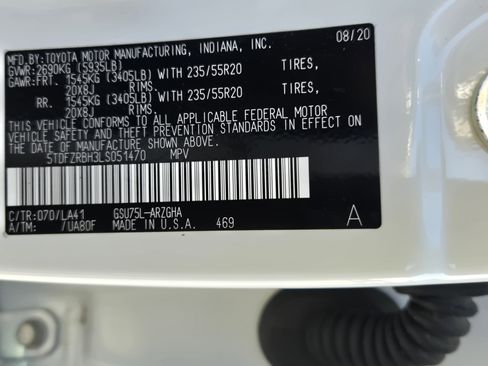 MFD.BY:TOYOTA MOTOR MANUFACTURING, INDIANA, INC. 08/20
GVWR:2690KG (5935LB)
GAWR:FRT. 1545KG (3405LB) WITH 235/55R20 TIRES,
20X8J RIMS.
RR. 1545KG (3405LB) WITH 235/55R20 TIRES,
20X8J RIMS.
THIS VEHICLE CONFORMS TO ALL APPLICABLE FEDERAL MOTOR
VEHICLE SAFETY AND THEFT PREVENTION STANDARDS IN EFFECT
ON THE DATE OF MANUFACTURE SHOWN ABOVE.
5TDFZRBH3LS051470 MPV
C/TR:070/LA41 GSU75L-ARZGHA
A/TM: /UA80F MADE IN U.S.A. 469 A